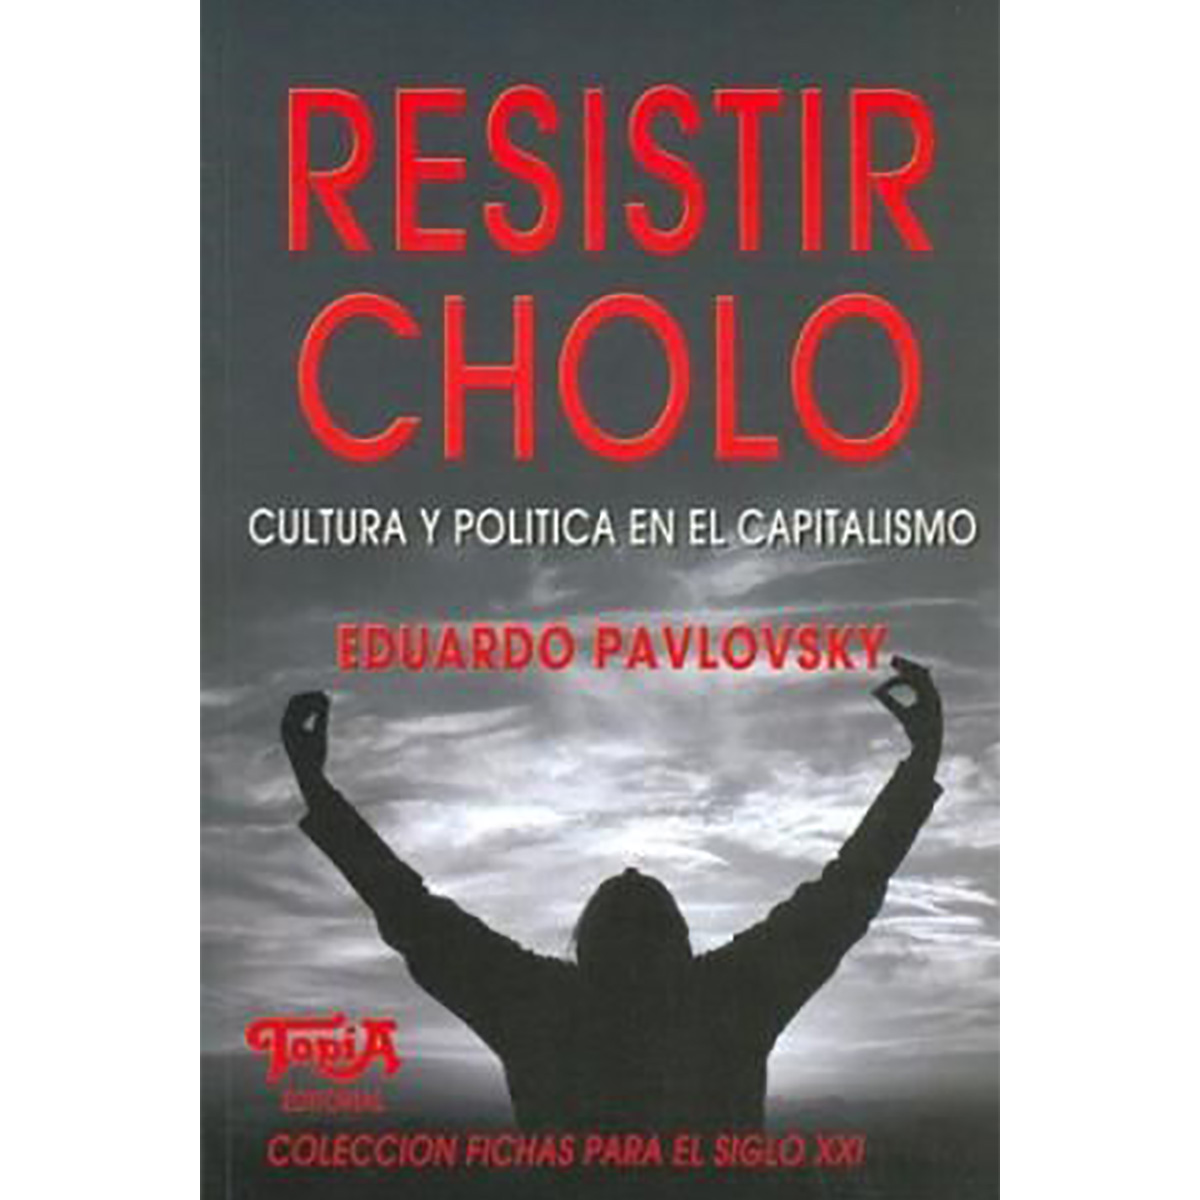 RESISTIR
CHOLO
CULTURA Y POLITICA EN EL CAPITALISMO
EDUARDO PAVLOVSKY
TopiA
EDITORIAL
COLECCION FICHAS PARA EL SIGLO XXI